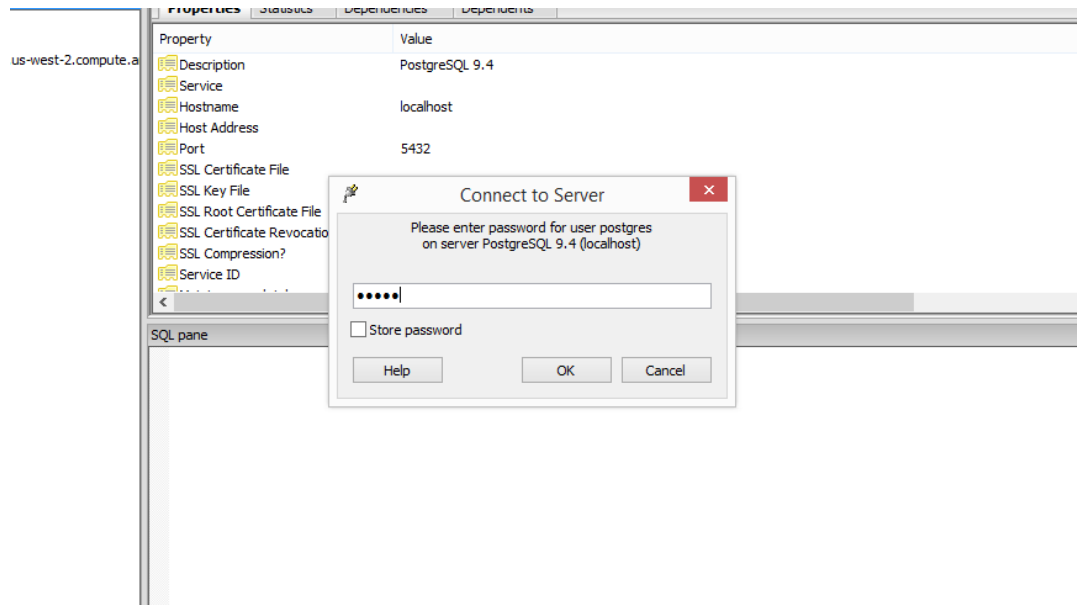 Properties Statistics Dependencies Dependents
Property Value
us-west-2.compute.a
Description PostgreSQL 9.4
Service
Hostname localhost
Host Address
Port 5432
SSL Certificate File
SSL Key File
SSL Root Certificate File
SSL Certificate Revocatio
SSL Compression?
Service ID
Connect to Server
Please enter password for user postgres
on server PostgreSQL 9.4 (localhost)
•••••
Store password
Help OK Cancel
SQL pane